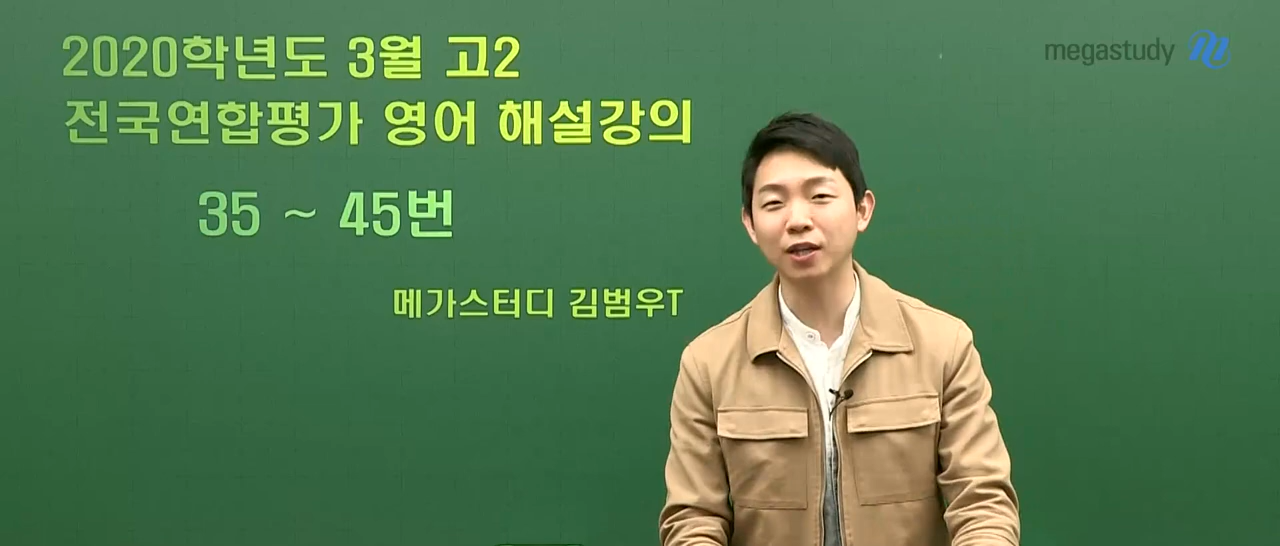 2020학년도 3월 고2
megastudy
전국연합평가 영어 해설강의
35 ~ 45번
메가스터디 김범우T